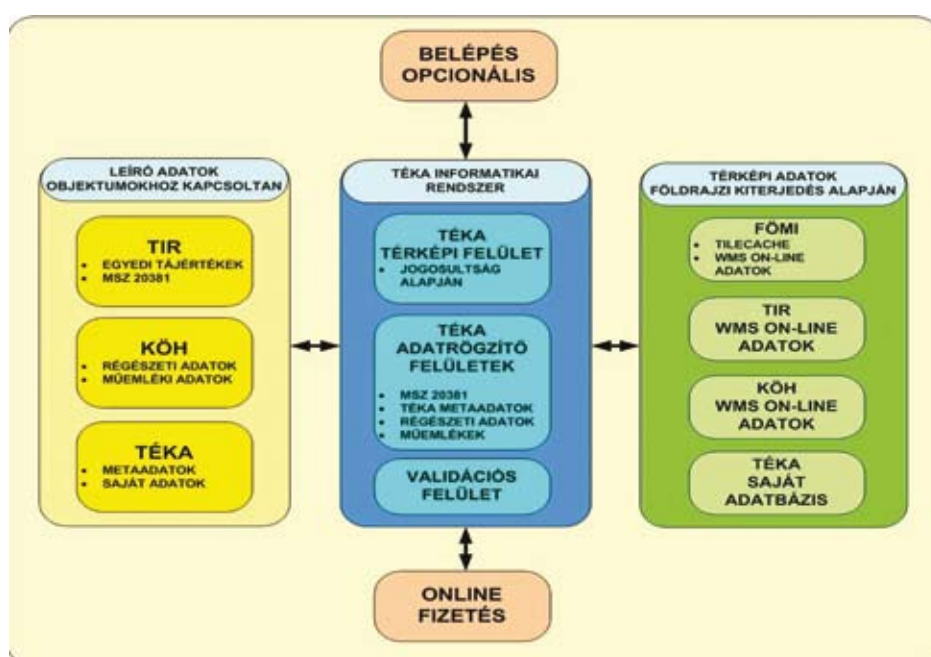 BELÉPÉS
OPCIONÁLIS
LEÍRÓ ADATOK
OBJEKTUMOKHOZ KAPCSOLTAN
TIR
• EGYEDI TÁJÉRTÉKEK
• MSZ 20381
KÖH
• RÉGÉSZETI ADATOK
• MŰEMLÉKI ADATOK
TÉKA
• METAADATOK
• SAJÁT ADATOK
TÉKA INFORMATIKAI
RENDSZER
TÉKA
TÉRKÉPI FELÜLET
• JOGOSULTSÁG
ALAPJÁN
TÉKA
ADATRÖGZÍTŐ
FELÜLETEK
• MSZ 20381
• TÉKA METAADATOK
• RÉGÉSZETI ADATOK
• MŰEMLÉKEK
VALIDÁCIÓS
FELÜLET
TÉRKÉPI ADATOK
FÖLDRAJZI KITERJEDÉS ALAPJÁN
FÖMI
• TILECACHE
• WMS ON-LINE
ADATOK
TIR
WMS ON-LINE
ADATOK
KÖH
WMS ON-LINE
ADATOK
TÉKA
SAJÁT
ADATBÁZIS
ONLINE
FIZETÉS